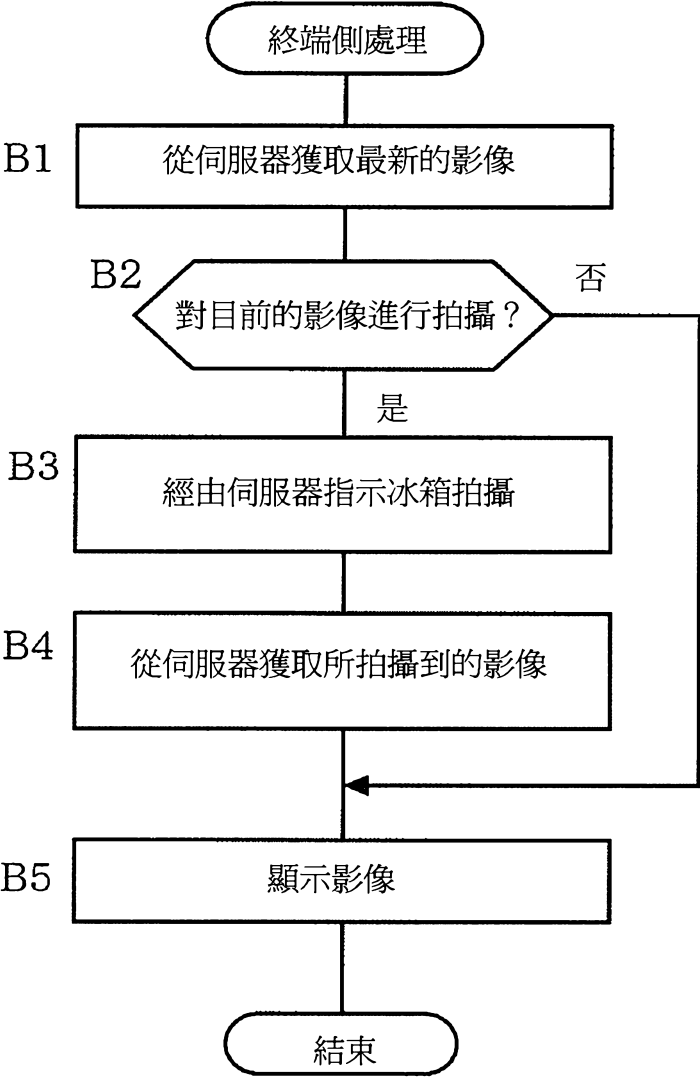 終端側處理
B1
從伺服器獲取最新的影像
B2
對目前的影像進行拍攝？
否
是
B3
經由伺服器指示冰箱拍攝
B4
從伺服器獲取所拍攝到的影像
B5
顯示影像
結束